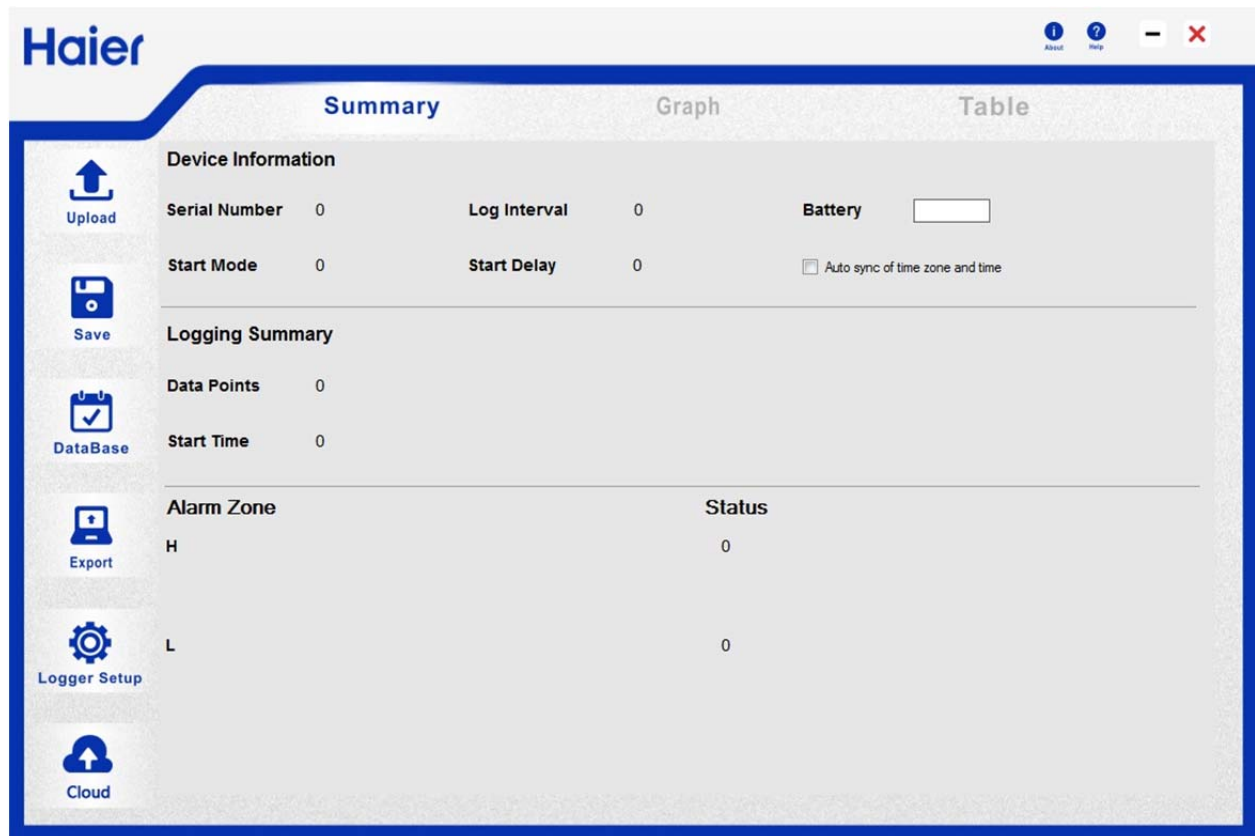 Haier
About Help
Summary Graph Table
Upload
Save
DataBase
Export
Logger Setup
Cloud
Device Information
Serial Number 0 Log Interval 0 Battery
Start Mode 0 Start Delay 0 Auto sync of time zone and time
Logging Summary
Data Points 0
Start Time 0
Alarm Zone Status
H 0
L 0